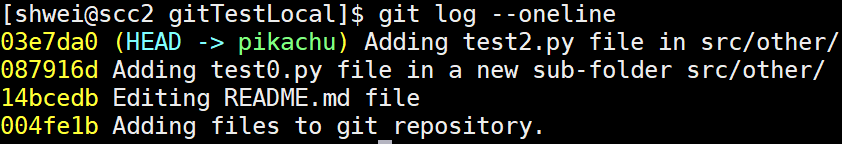 [shwei@scc2 gitTestLocal]$ git log --oneline
03e7da0 (HEAD -> pikachu) Adding test2.py file in src/other/
087916d Adding test0.py file in a new sub-folder src/other/
14bcedb Editing README.md file
004fe1b Adding files to git repository.